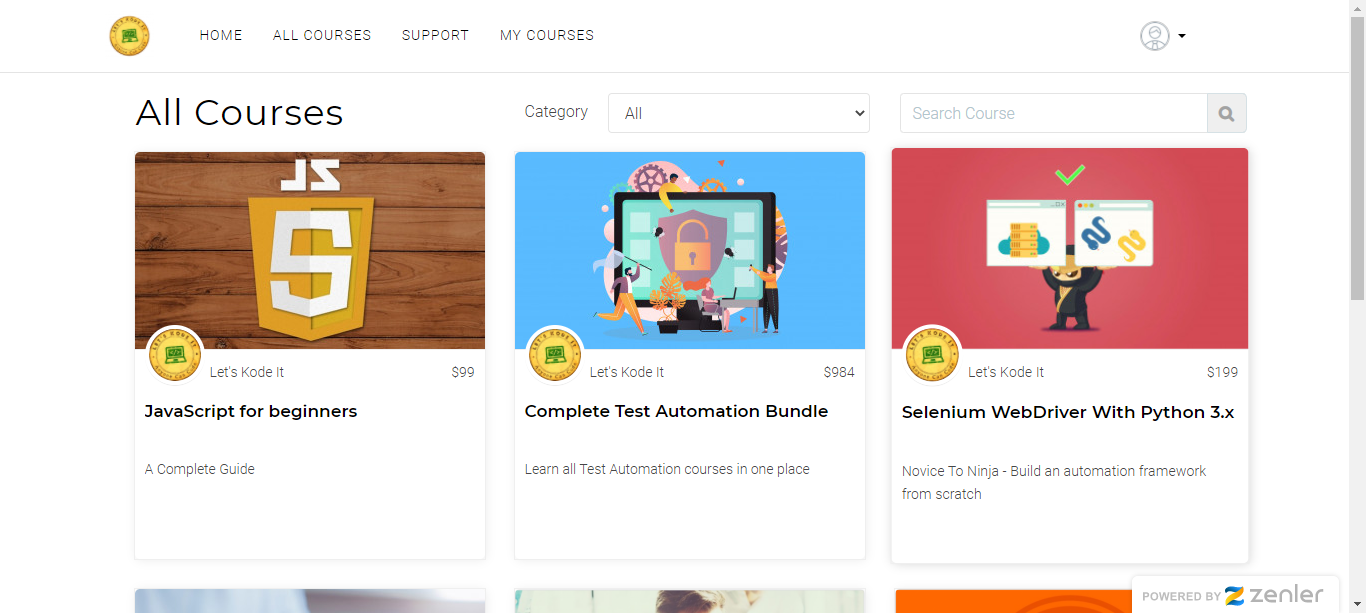 HOME
ALL COURSES
SUPPORT
MY COURSES
All Courses
Category
All
Search Course
JS
S
Let's Kode It
$99
JavaScript for beginners
A Complete Guide
Let's Kode It
$984
Complete Test Automation Bundle
Learn all Test Automation courses in one place
Let's Kode It
$199
Selenium WebDriver With Python 3.x
Novice To Ninja - Build an automation framework
from scratch
POWERED BY zenler